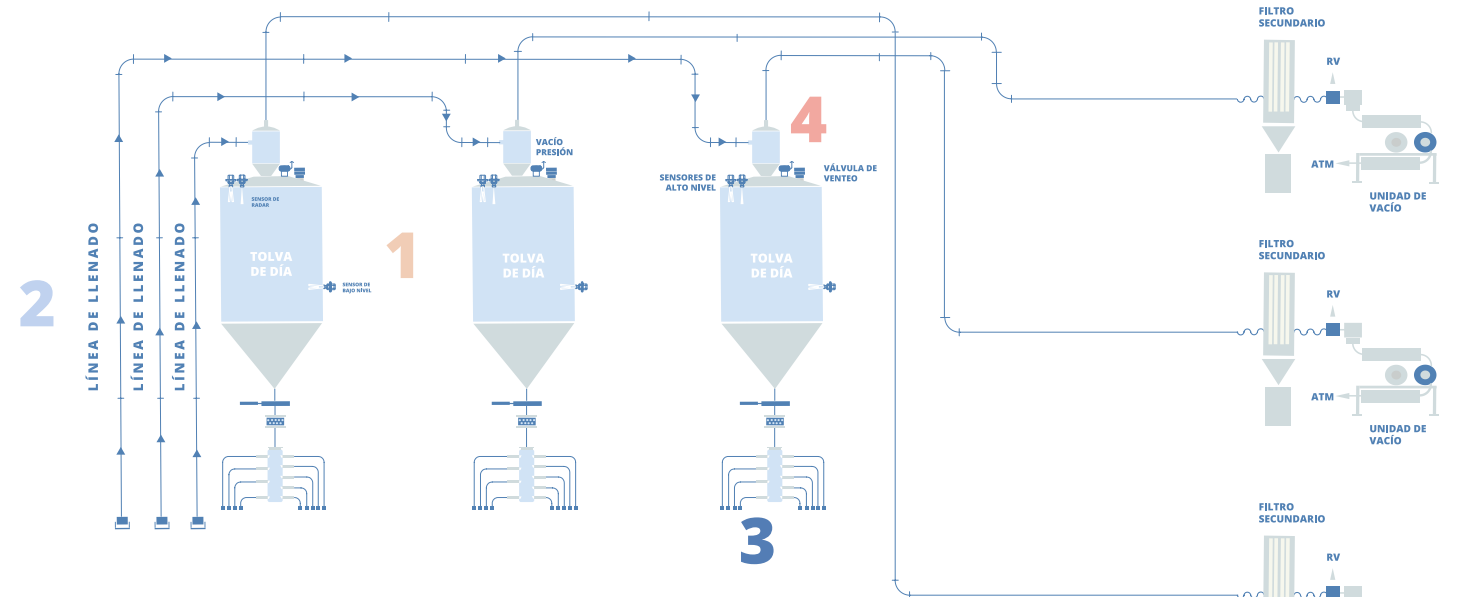 FILTRO
SECUNDARIO
RV
ATM
UNIDAD DE
VACÍO
4
VACÍO
PRESIÓN
SENSORES DE
ALTO NÍVEL
VÁLVULA DE
VENTEO
SENSOR DE
RADAR
1
TOLVA
DE DÍA
TOLVA
DE DÍA
TOLVA
DE DÍA
SENSOR DE
BAJO NÍVEL
2
LÍNEA DE LLENADO
LÍNEA DE LLENADO
LÍNEA DE LLENADO
FILTRO
SECUNDARIO
RV
ATM
UNIDAD DE
VACÍO
3
FILTRO
SECUNDARIO
RV